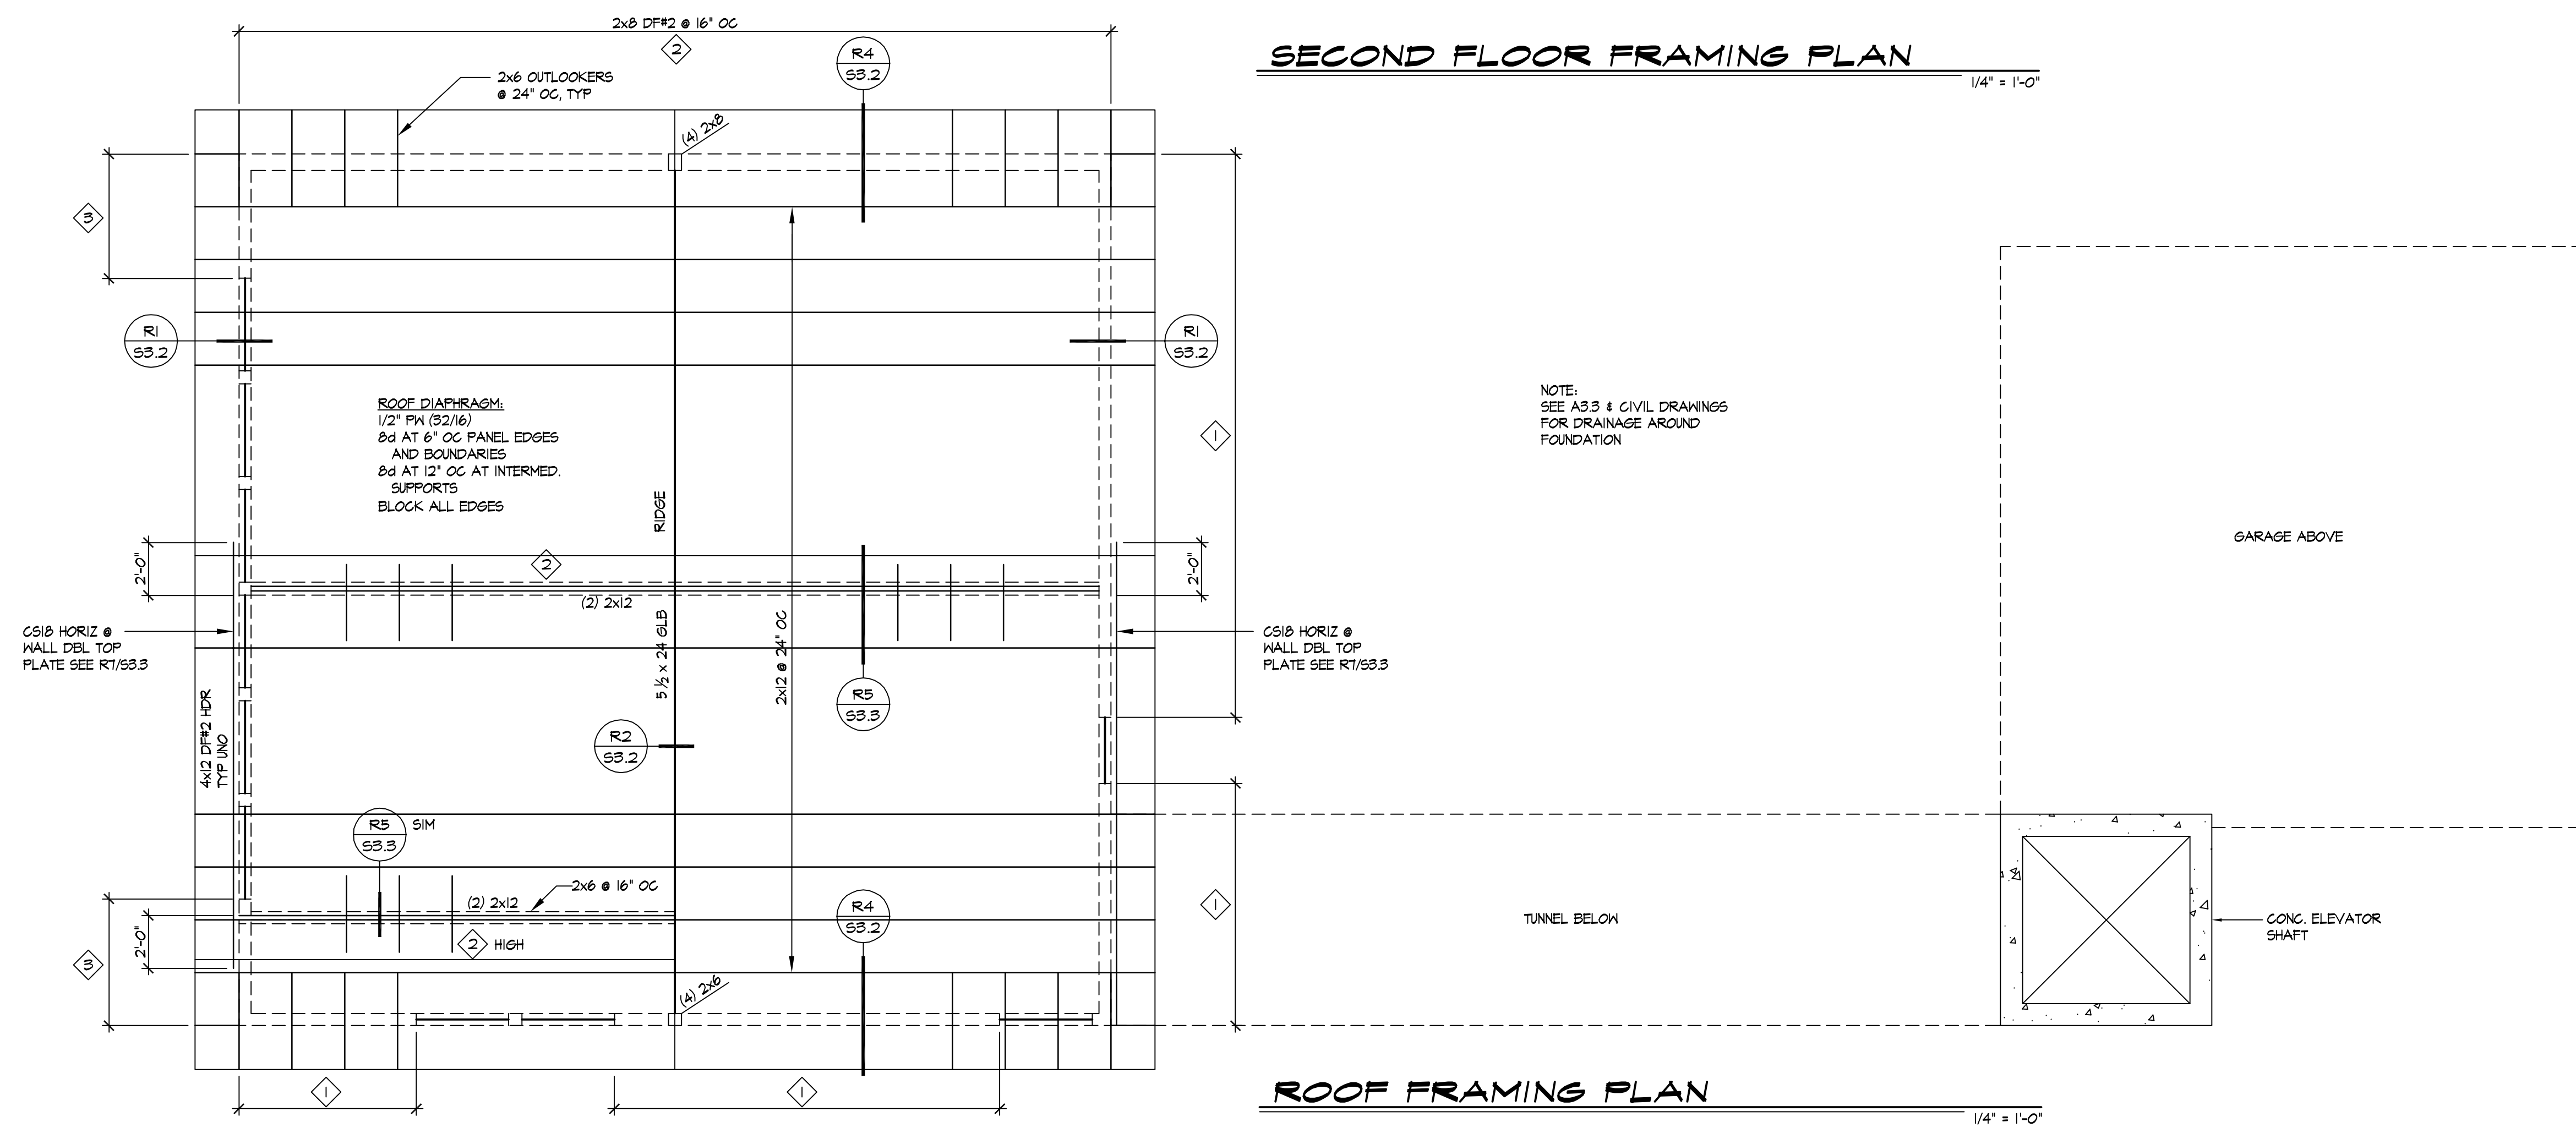 2x8 DF#2 @ 16" OC
2
R4
S3.2
SECOND FLOOR FRAMING PLAN
1/4" = 1'-0"
2x6 OUTLOOKERS
@ 24" OC, TYP
(4) 2x8
3
R1
S3.2
R1
S3.2
ROOF DIAPHRAGM:
1/2" PW (32/16)
8d AT 6" OC PANEL EDGES
AND BOUNDARIES
8d AT 12" OC AT INTERMED.
SUPPORTS
BLOCK ALL EDGES
NOTE:
SEE A3.3 & CIVIL DRAWINGS
FOR DRAINAGE AROUND
FOUNDATION
1
RIDGE
GARAGE ABOVE
2'-0"
2
2'-0"
(2) 2x12
CS18 HORIZ @
WALL DBL TOP
PLATE SEE R7/S3.3
5 1/2 x 24 GLB
2x12 @ 24" OC
CS18 HORIZ @
WALL DBL TOP
PLATE SEE R7/S3.3
R5
S3.3
4x12 DF#2 HDR
TYP UNO
R2
S3.2
R5
S3.3
SIM
2x6 @ 16" OC
(2) 2x12
R4
S3.2
1
TUNNEL BELOW
CONC. ELEVATOR
SHAFT
2'-0"
2
HIGH
3
(4) 2x6
1
1
ROOF FRAMING PLAN
1/4" = 1'-0"